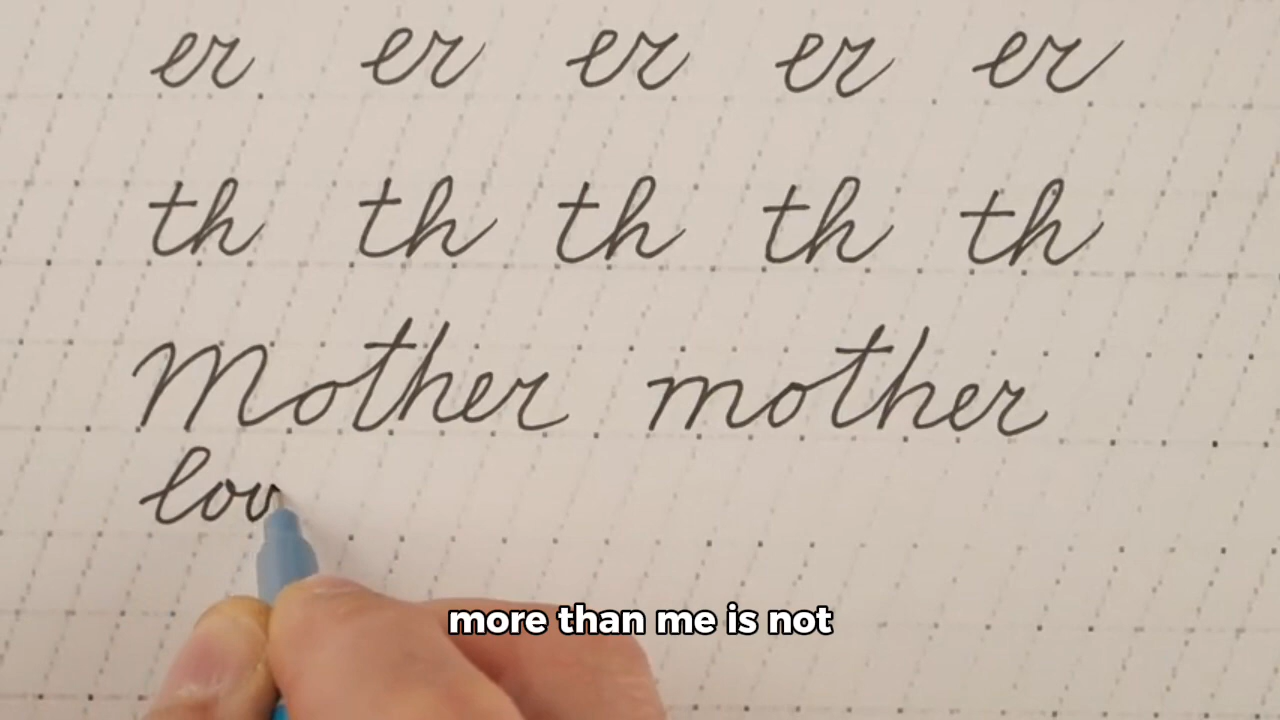 er er er er er
th th th th th
Mother mother
lov
more than me is not